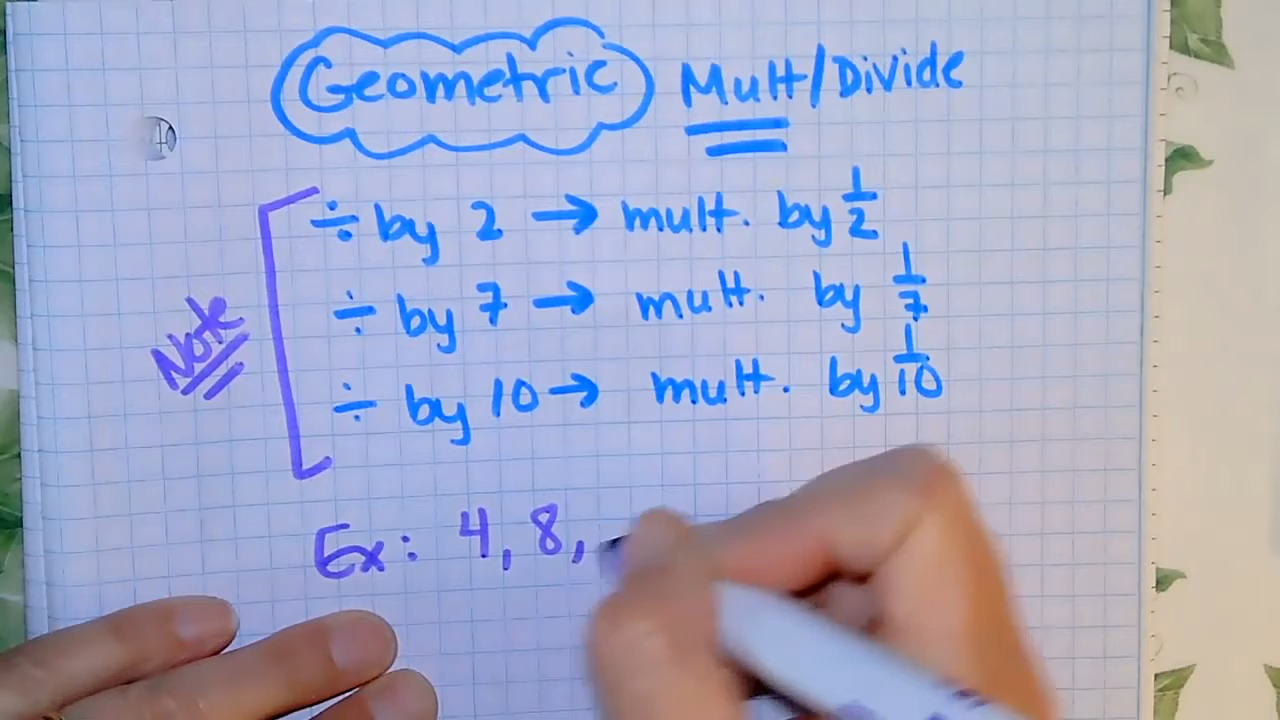 Geometric Mult/Divide
÷ by 2 → mult. by 1/2
÷ by 7 → mult. by 1/7
÷ by 10 → mult. by 1/10
Note
Ex: 4, 8,